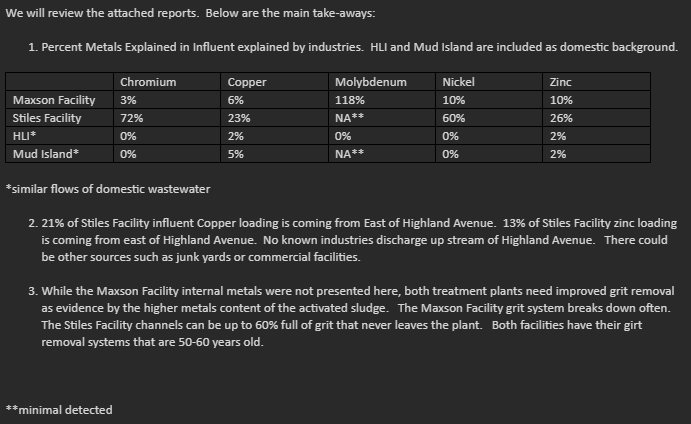 We will review the attached reports. Below are the main take-aways:
1. Percent Metals Explained in Influent explained by industries. HLI and Mud Island are included as domestic background.
Chromium Copper Molybdenum Nickel Zinc
Maxson Facility 3% 6% 118% 10% 10%
Stiles Facility 72% 23% NA** 60% 26%
HLI* 0% 2% 0% 0% 2%
Mud Island* 0% 5% NA** 0% 2%
*similar flows of domestic wastewater
2. 21% of Stiles Facility influent Copper loading is coming from East of Highland Avenue. 13% of Stiles Facility zinc loading
is coming from east of Highland Avenue. No known industries discharge up stream of Highland Avenue. There could
be other sources such as junk yards or commercial facilities.
3. While the Maxson Facility internal metals were not presented here, both treatment plants need improved grit removal
as evidence by the higher metals content of the activated sludge. The Maxson Facility grit system breaks down often.
The Stiles Facility channels can be up to 60% full of grit that never leaves the plant. Both facilities have their girt
removal systems that are 50-60 years old.
**minimal detected